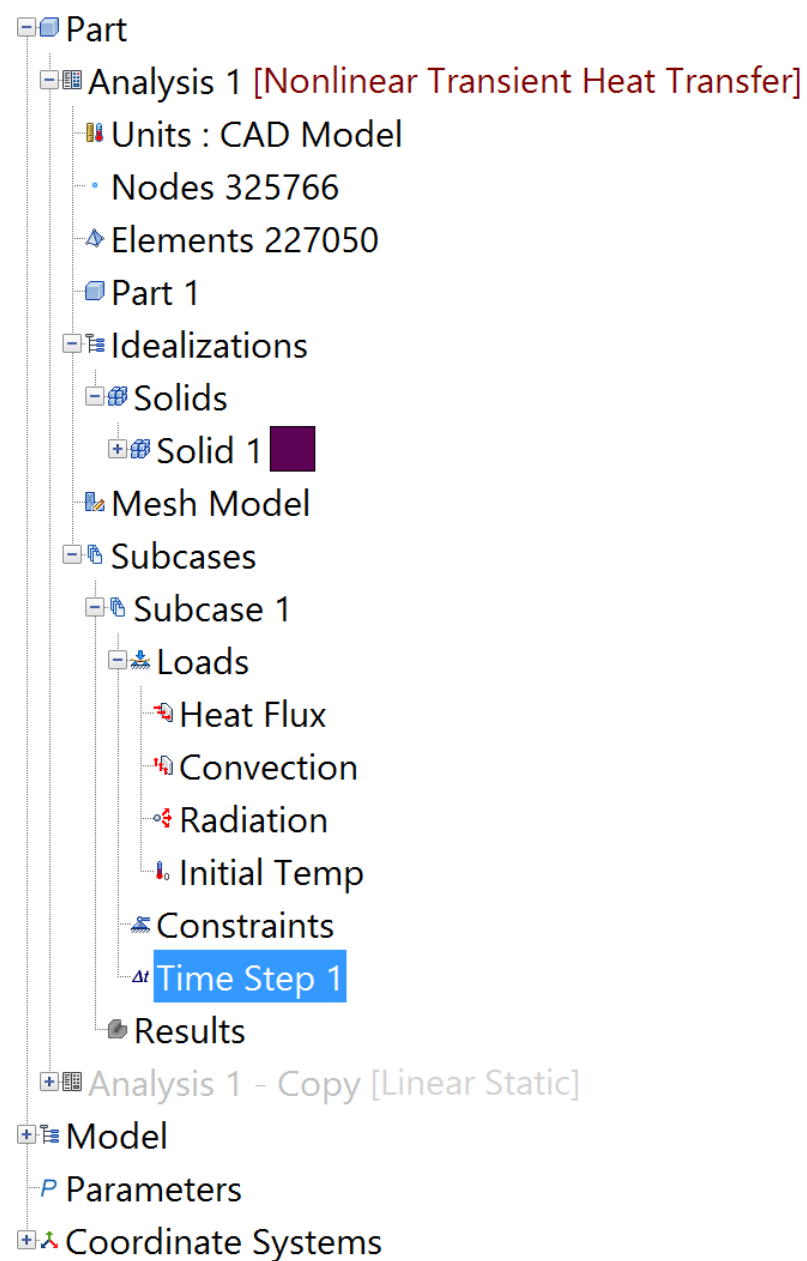 Part
Analysis 1 [Nonlinear Transient Heat Transfer]
Units : CAD Model
Nodes 325766
Elements 227050
Part 1
Idealizations
Solids
Solid 1
Mesh Model
Subcases
Subcase 1
Loads
Heat Flux
Convection
Radiation
Initial Temp
Constraints
Δt Time Step 1
Results
Analysis 1 - Copy [Linear Static]
Model
P Parameters
Coordinate Systems